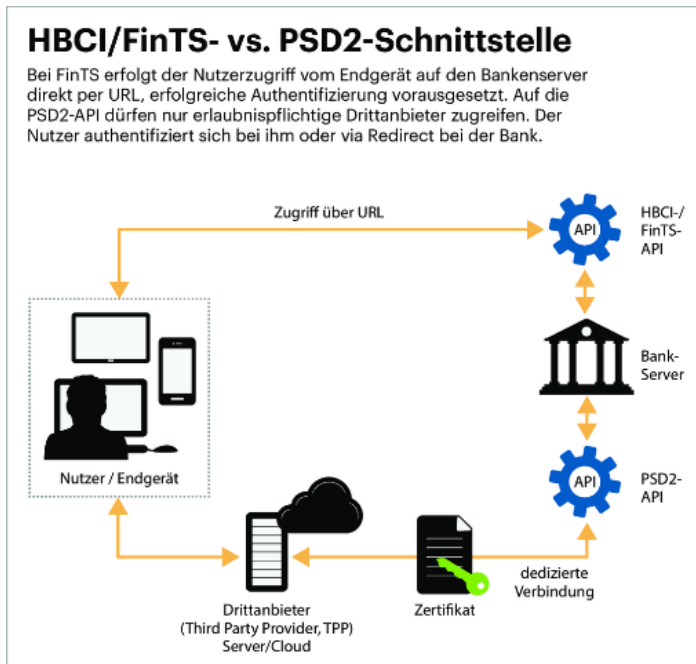 HBCI/FinTS- vs. PSD2-Schnittstelle
Bei FinTS erfolgt der Nutzerzugriff vom Endgerät auf den Bankenserver
direkt per URL, erfolgreiche Authentifizierung vorausgesetzt. Auf die
PSD2-API dürfen nur erlaubnispflichtige Drittanbieter zugreifen. Der
Nutzer authentifiziert sich bei ihm oder via Redirect bei der Bank.
Zugriff über URL
API
HBCI-/
FinTS-
API
Bank-
Server
Nutzer / Endgerät
API
PSD2-
API
dedizierte
Verbindung
Drittanbieter
(Third Party Provider, TPP)
Server/Cloud
Zertifikat